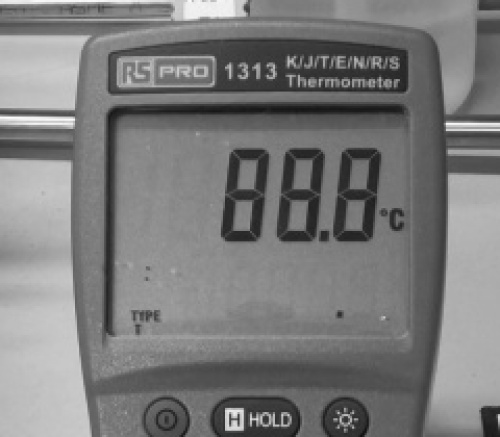 RS PRO 1313 K/J/T/E/N/R/S
Thermometer
88.8 °C
TYPE
T
H HOLD